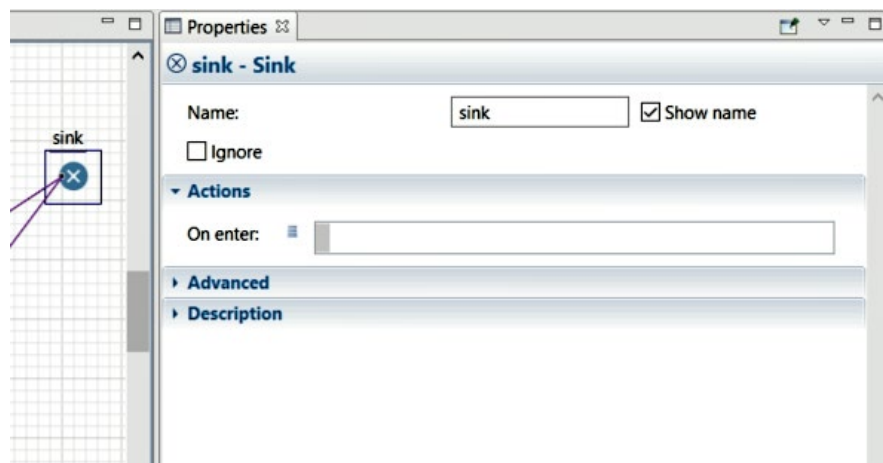 Properties
sink - Sink
sink
Name:
sink
Show name
Ignore
Actions
On enter:
Advanced
Description